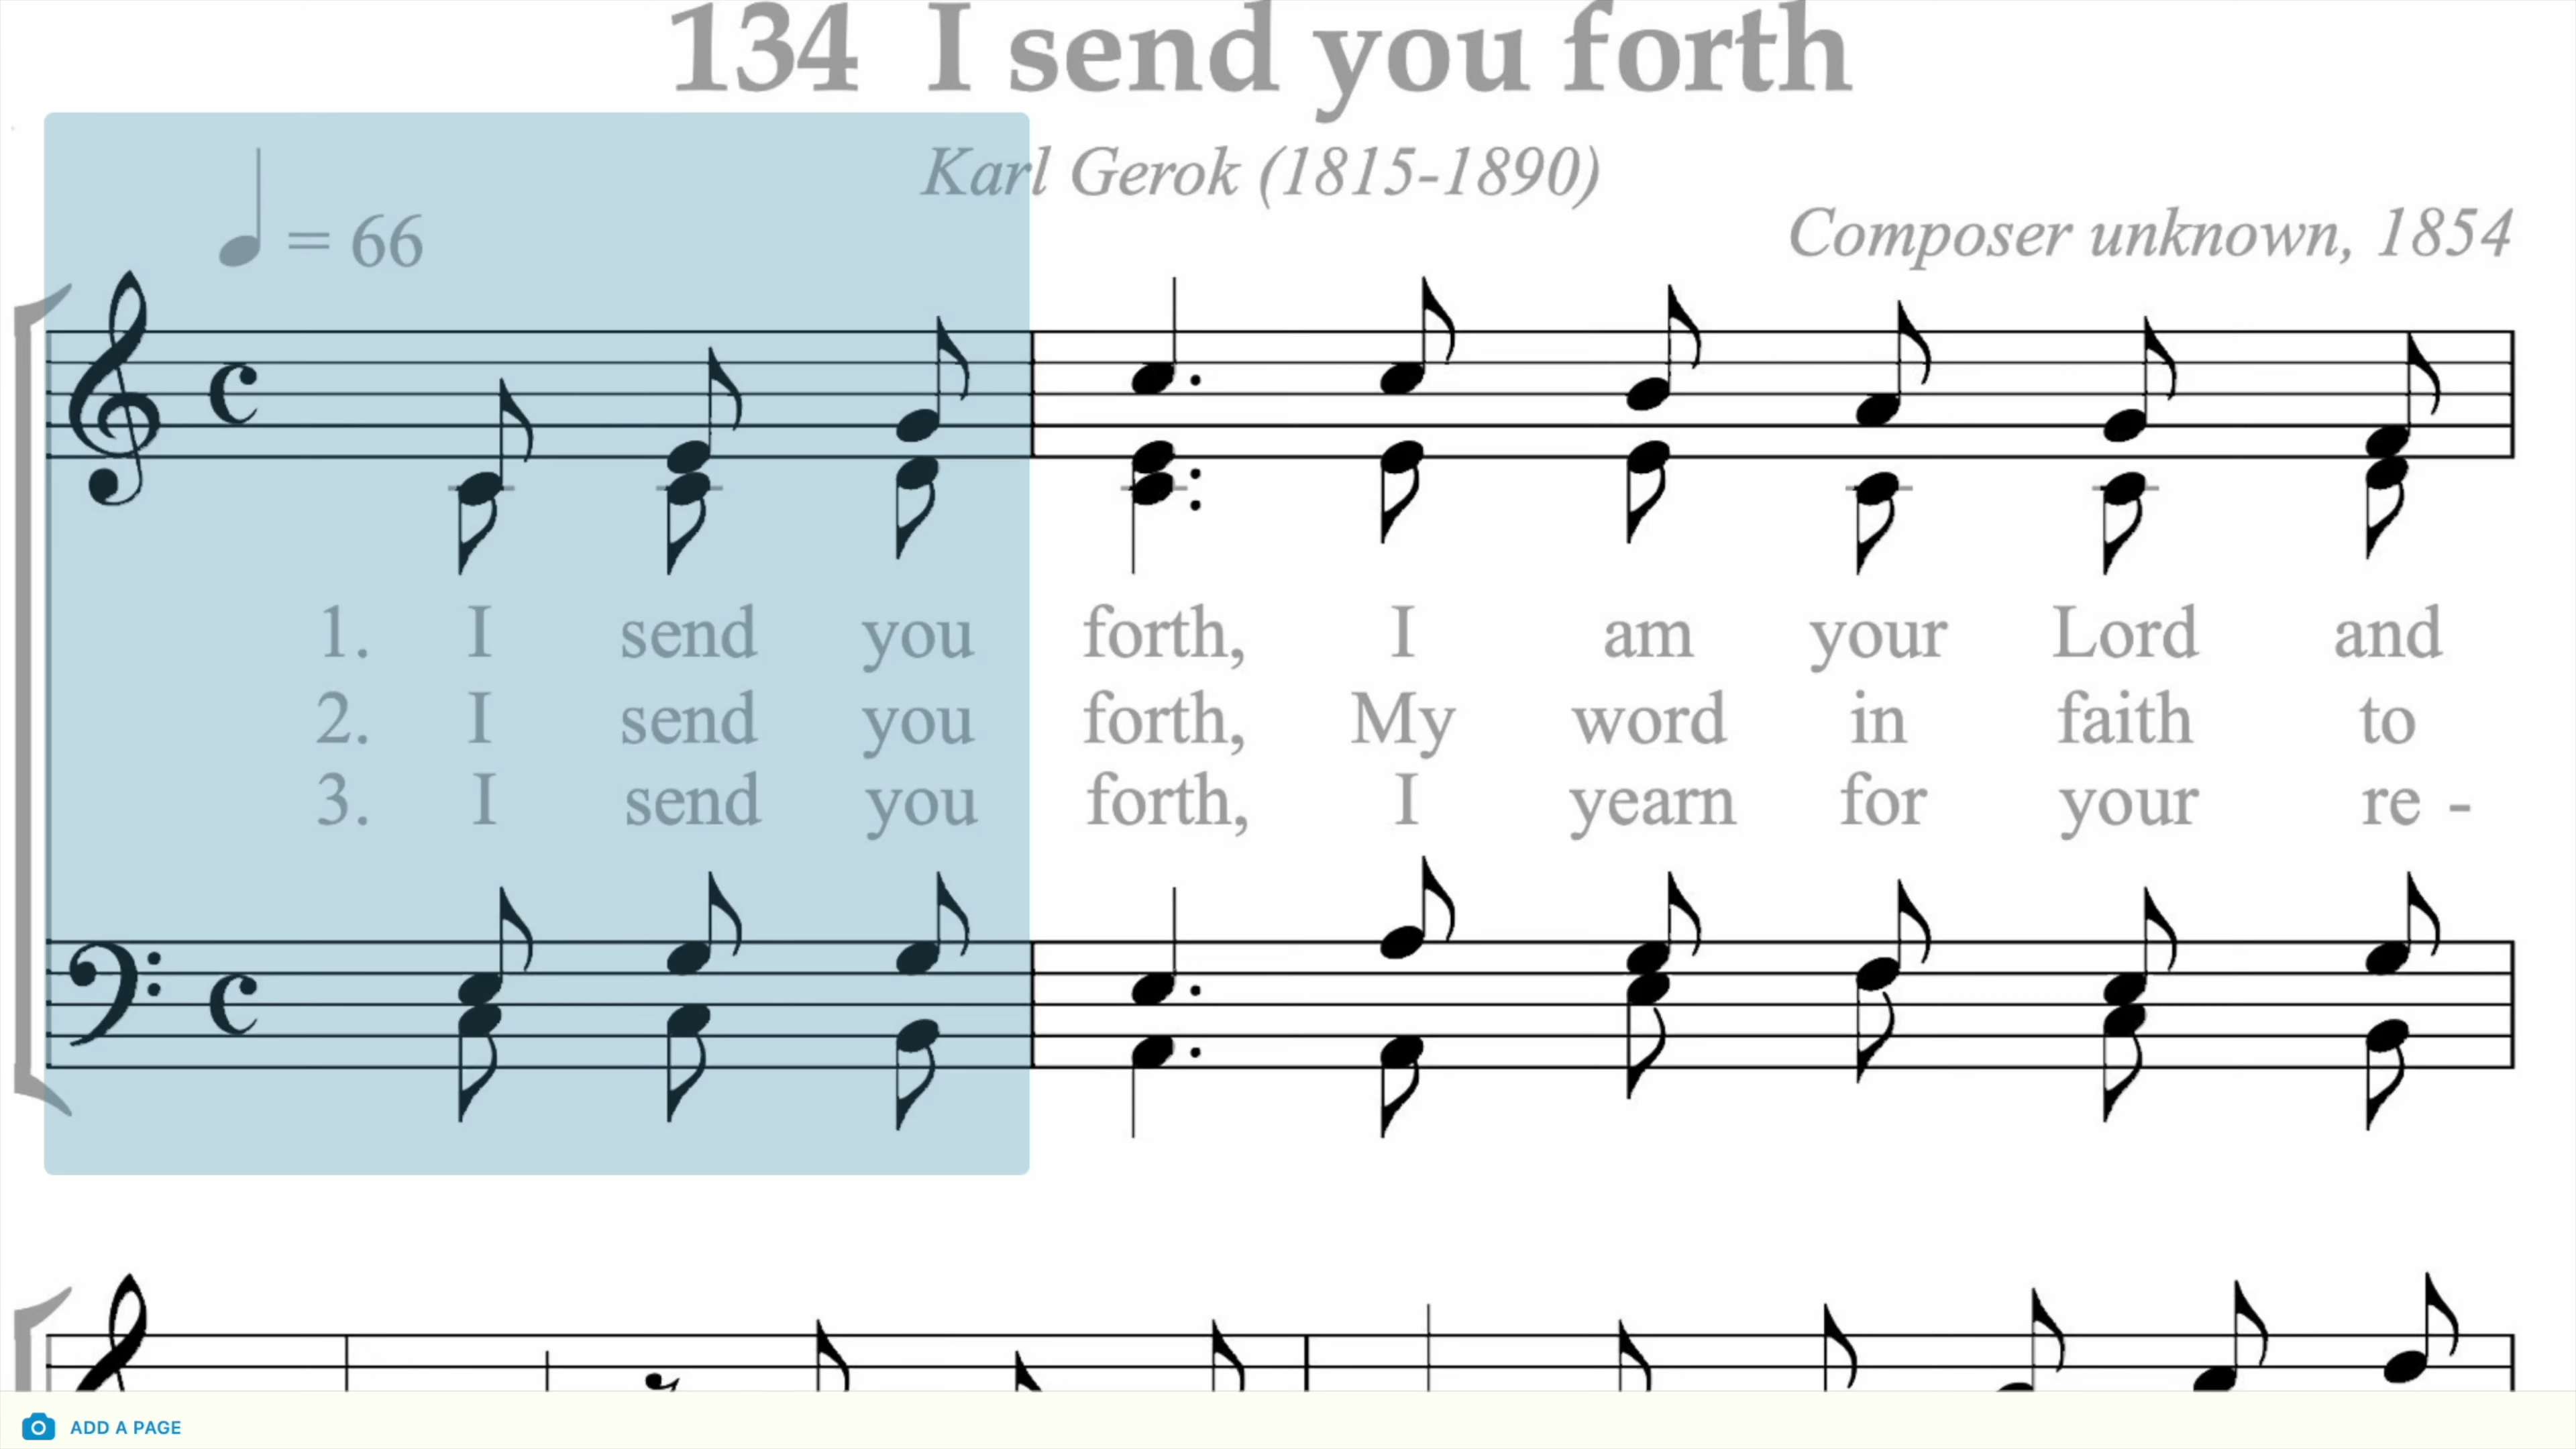 134 I send you forth
Karl Gerok (1815-1890)
= 66
Composer unknown, 1854
1. I send you forth, I am your Lord and
2. I send you forth, My word in faith to
3. I send you forth, I yearn for your re -
ADD A PAGE